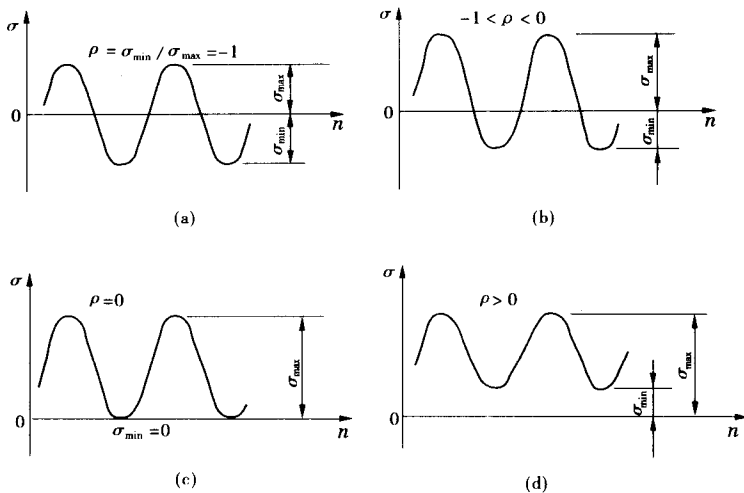 σ
ρ = σmin / σmax = -1
σmax
0
n
σmin
(a)
σ
-1 < ρ < 0
σmax
0
n
σmin
(b)
σ
ρ = 0
σmax
0
σmin = 0
n
(c)
σ
ρ > 0
σmax
σmin
0
n
(d)